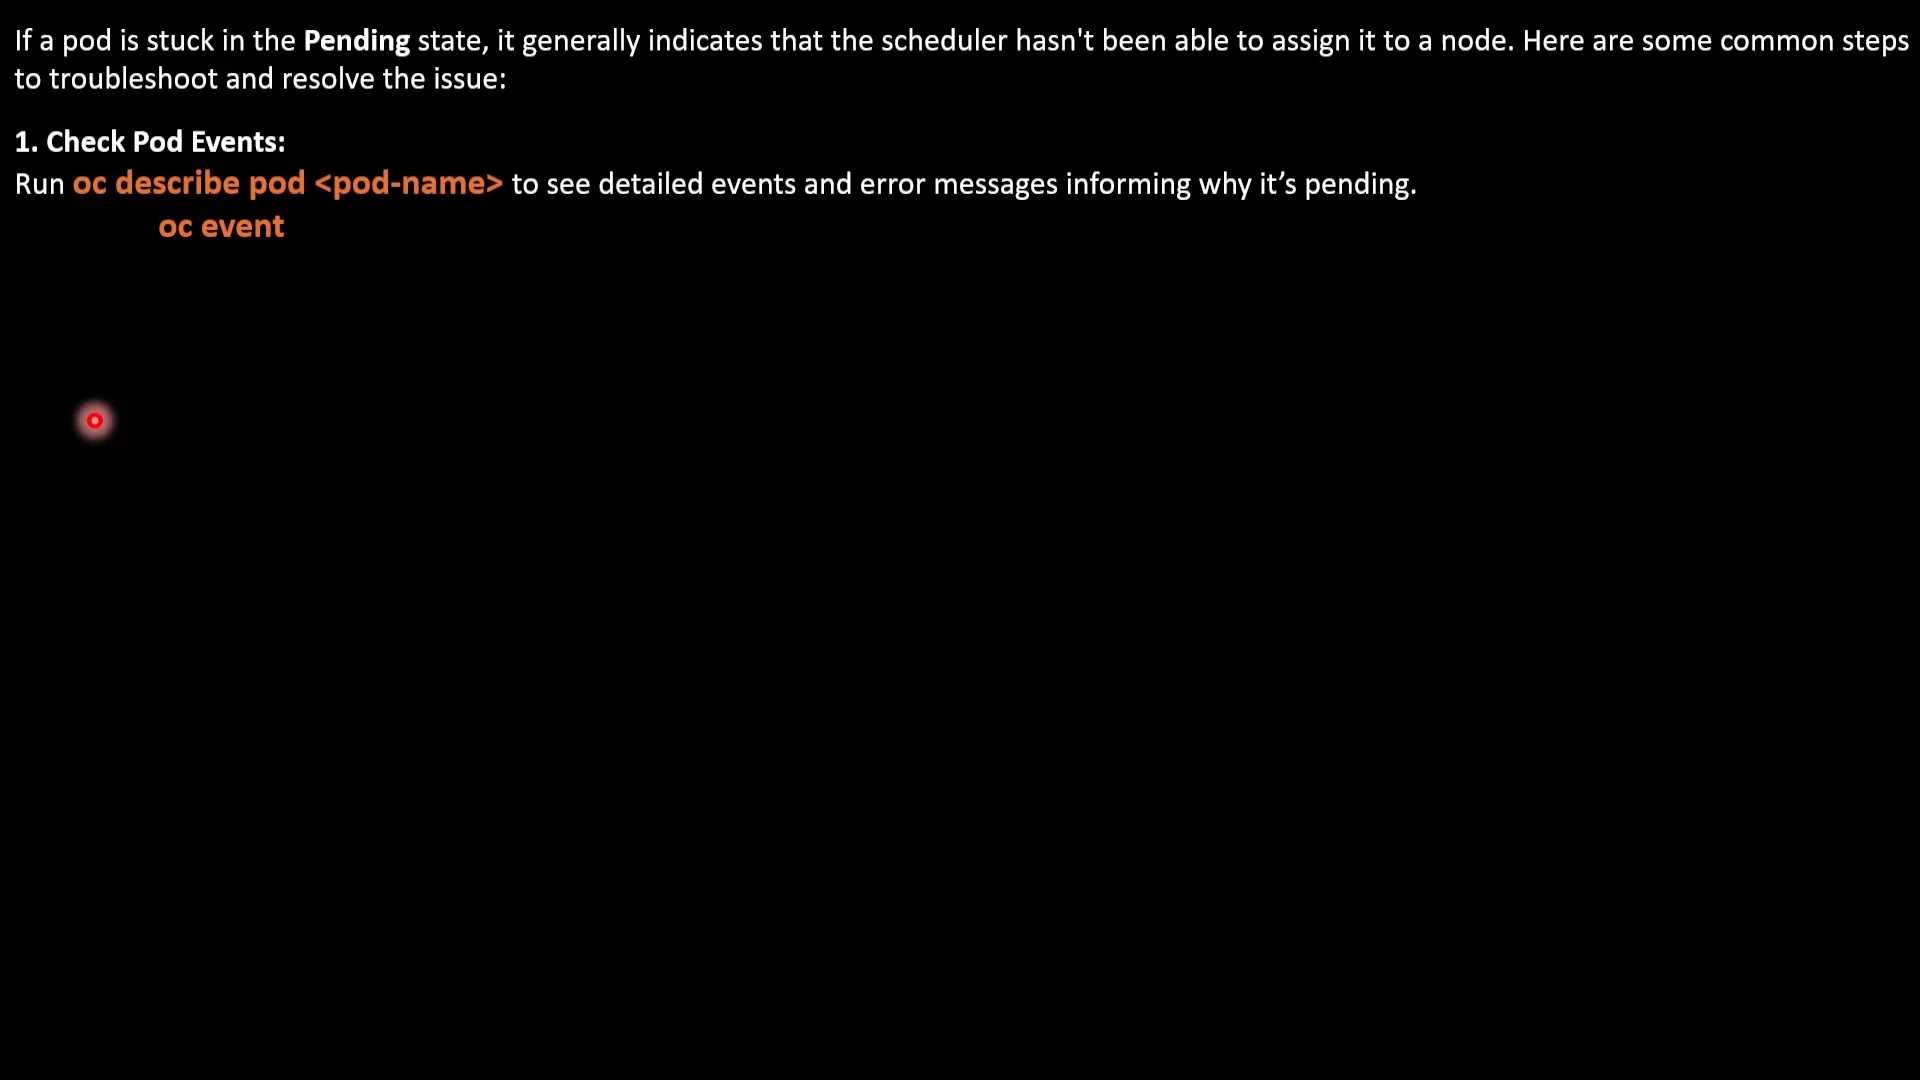 If a pod is stuck in the Pending state, it generally indicates that the scheduler hasn't been able to assign it to a node. Here are some common steps
to troubleshoot and resolve the issue:
1. Check Pod Events:
Run oc describe pod <pod-name> to see detailed events and error messages informing why it’s pending.
oc event